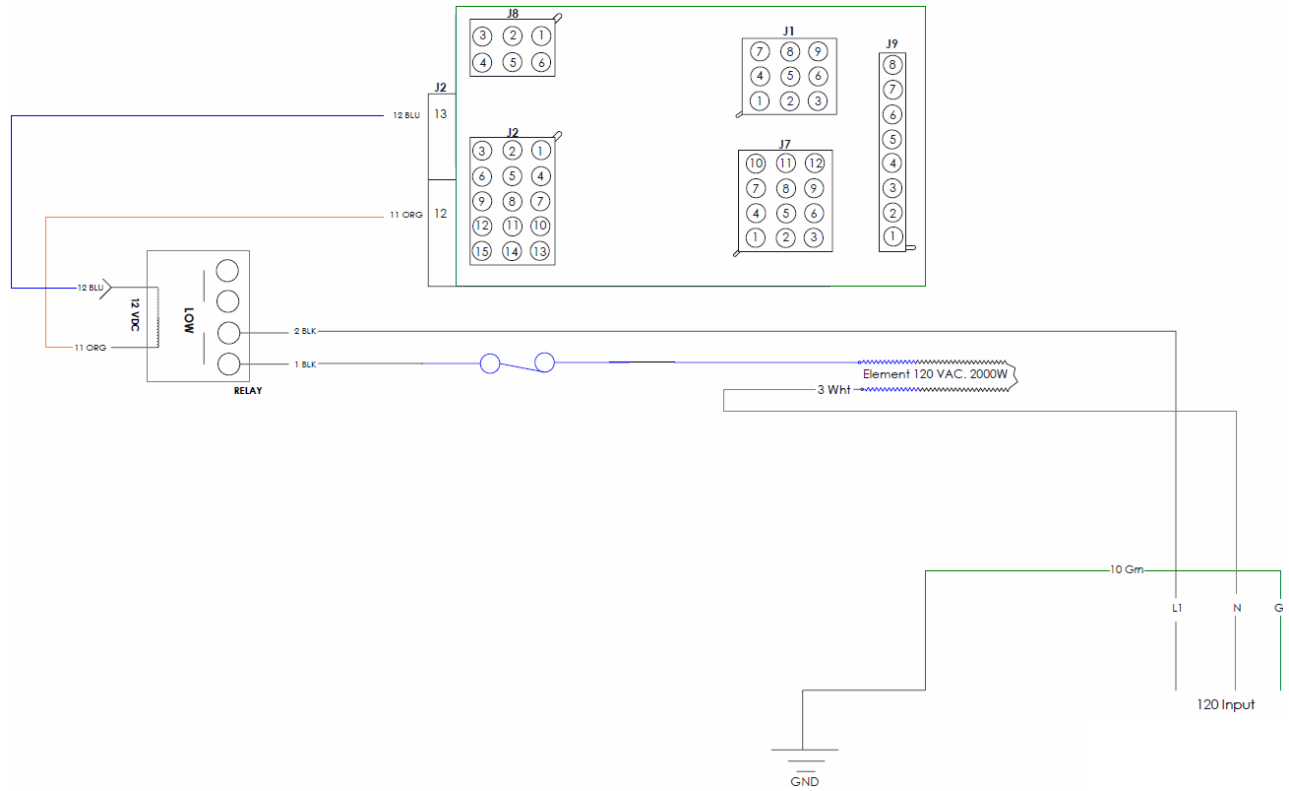 J8
3 2 1
4 5 6
J1
7 8 9
4 5 6
1 2 3
J9
8
7
6
5
4
3
2
1
J2
13
12
12 BLU
11 ORG
J2
3 2 1
6 5 4
9 8 7
12 11 10
15 14 13
J7
10 11 12
7 8 9
4 5 6
1 2 3
12 BLU
12 VDC
LOW
11 ORG
RELAY
2 BLK
1 BLK
Element 120 VAC. 2000W
3 Wht
10 Grn
L1 N G
120 Input
GND